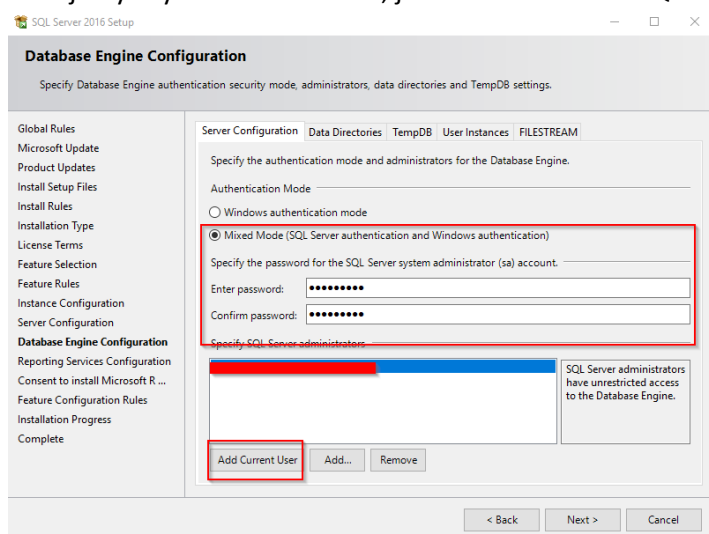 SQL Server 2016 Setup
Database Engine Configuration
Specify Database Engine authentication security mode, administrators, data directories and TempDB settings.
Global Rules
Microsoft Update
Product Updates
Install Setup Files
Install Rules
Installation Type
License Terms
Feature Selection
Feature Rules
Instance Configuration
Server Configuration
Database Engine Configuration
Reporting Services Configuration
Consent to install Microsoft R ...
Feature Configuration Rules
Installation Progress
Complete
Server Configuration Data Directories TempDB User Instances FILESTREAM
Specify the authentication mode and administrators for the Database Engine.
Authentication Mode
Windows authentication mode
Mixed Mode (SQL Server authentication and Windows authentication)
Specify the password for the SQL Server system administrator (sa) account.
Enter password: ●●●●●●●●●
Confirm password: ●●●●●●●●●
Specify SQL Server administrators
SQL Server administrators
have unrestricted access
to the Database Engine.
Add Current User Add... Remove
< Back Next > Cancel